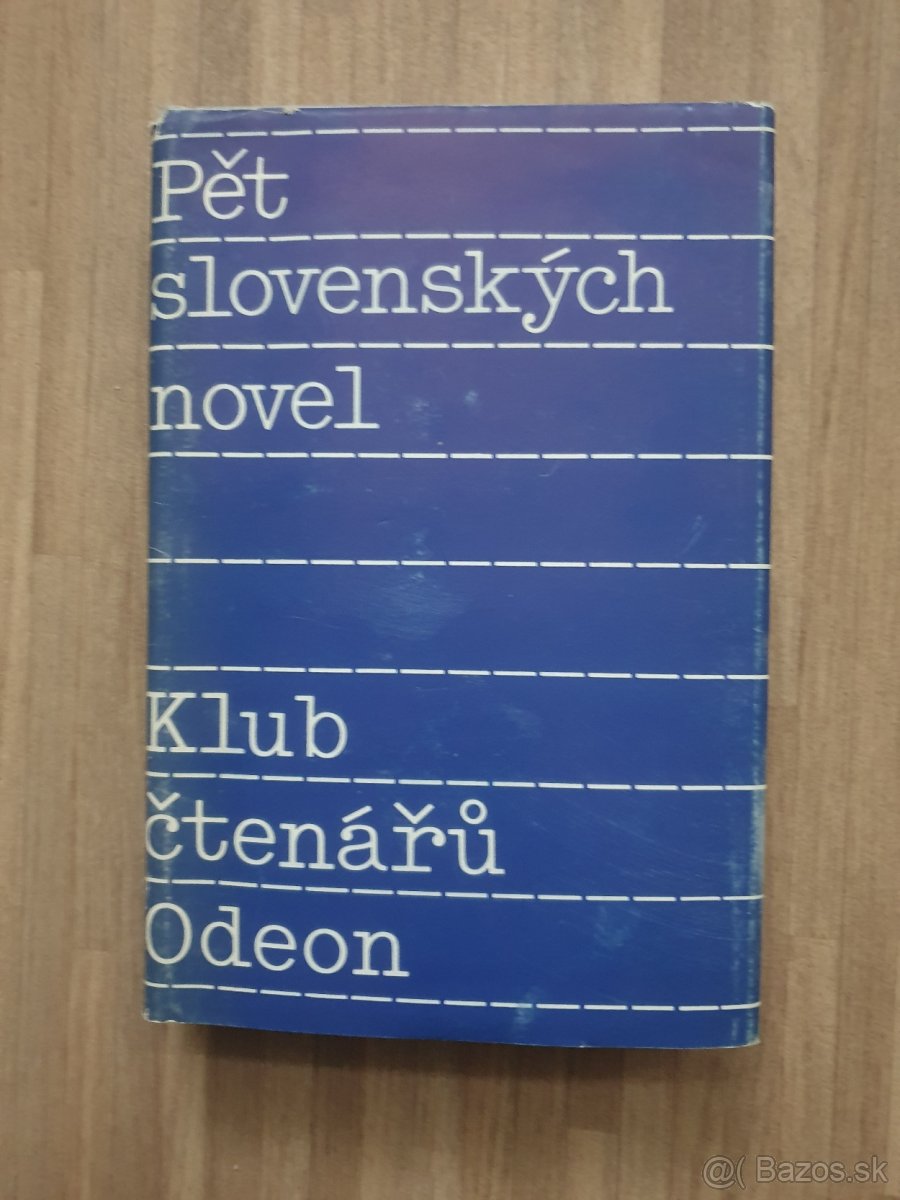 Pět
slovenských
novel
Klub
čtenářů
Odeon
@( Bazos.sk